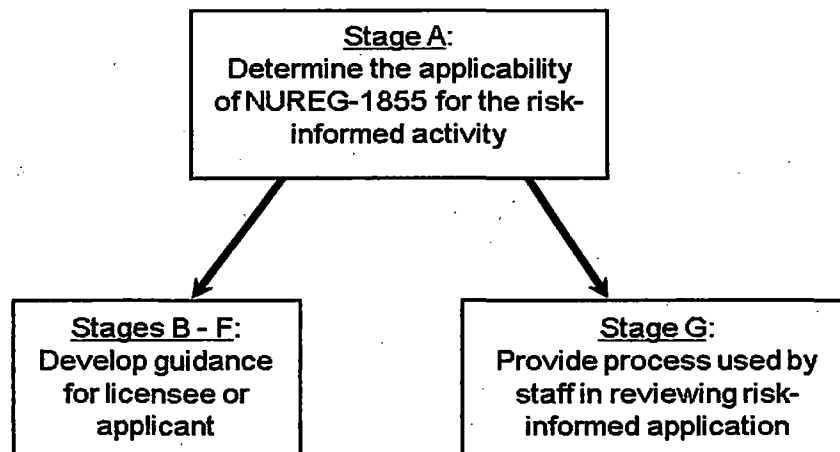 Stage A:
Determine the applicability
of NUREG-1855 for the risk-
informed activity
Stages B - F:
Develop guidance
for licensee or
applicant
Stage G:
Provide process used by
staff in reviewing risk-
informed application